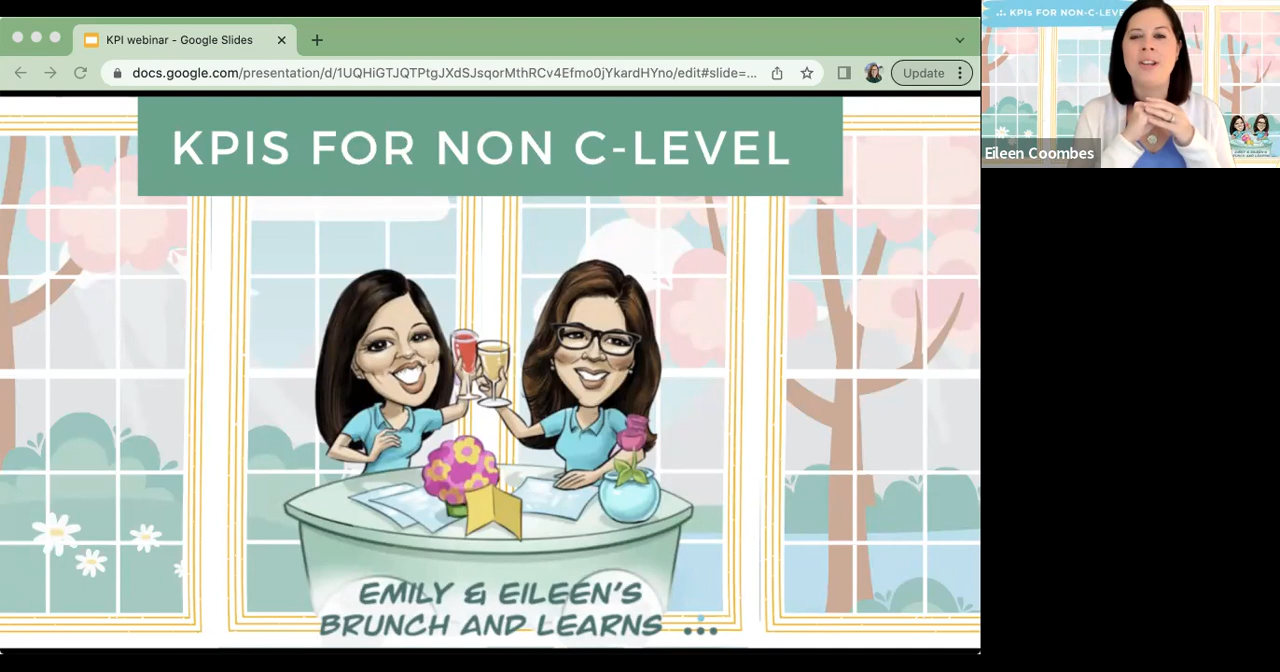 KPI webinar - Google Slides
docs.google.com/presentation/d/1UQHiGTJQTPtgJXdSJsqorMthRCv4Efmo0jYkardHYno/edit#slide=...
Update
KPIS FOR NON C-LEVEL
EMILY & EILEEN'S
BRUNCH AND LEARNS
KPIs FOR NON-C-LEVE
Eileen Coombes